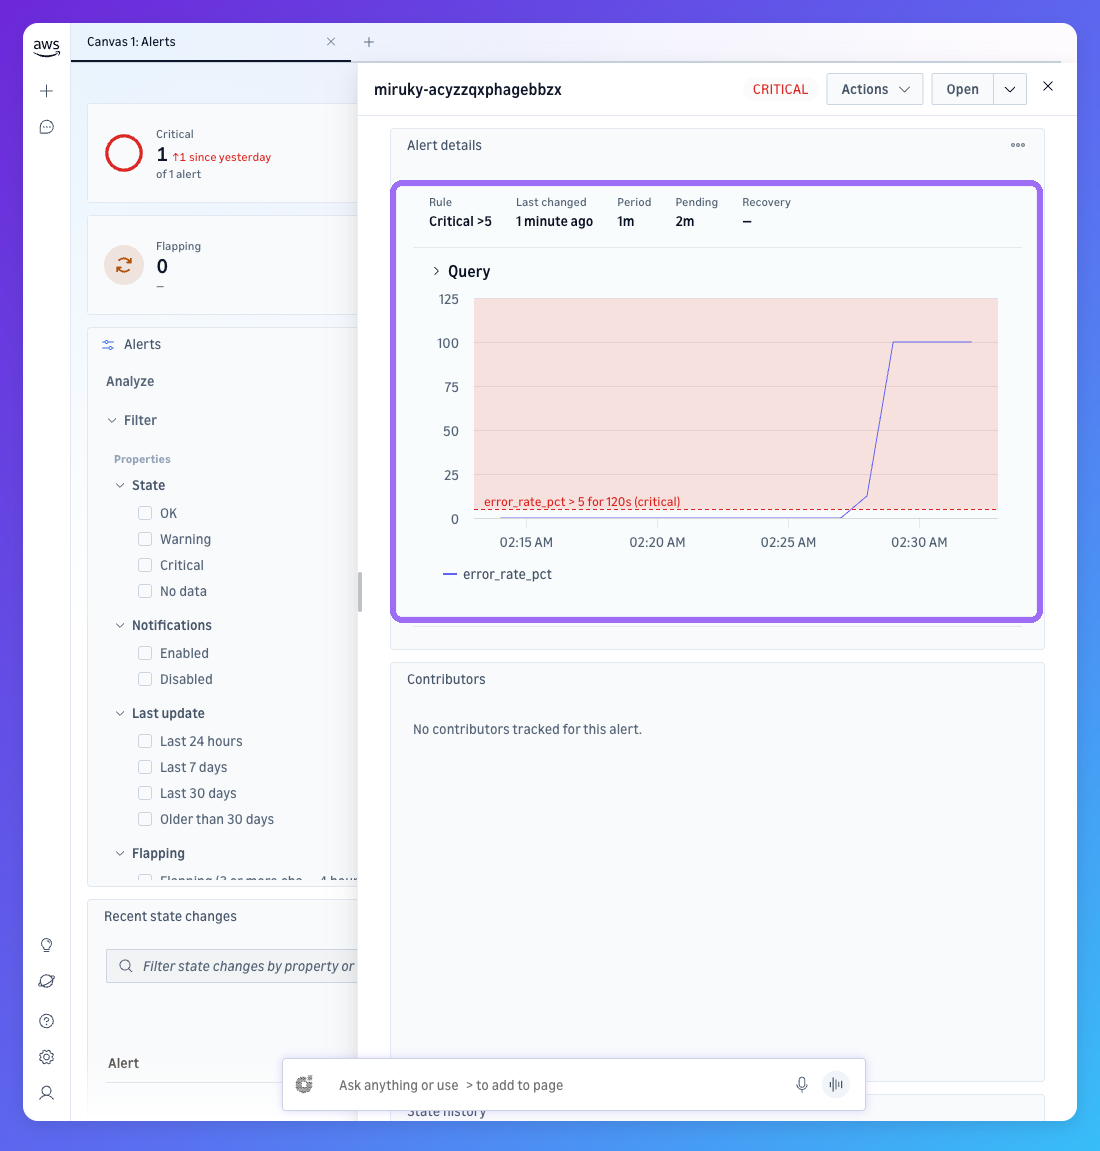 aws
Canvas 1: Alerts
miruky-acyzzqxphagebbzx
CRITICAL
Actions
Open
Critical
1 ↑1 since yesterday
of 1 alert
Flapping
0
–
Alerts
Analyze
Filter
Properties
State
OK
Warning
Critical
No data
Notifications
Enabled
Disabled
Last update
Last 24 hours
Last 7 days
Last 30 days
Older than 30 days
Flapping
Recent state changes
Filter state changes by property or
Alert
Alert details
Rule Last changed Period Pending Recovery
Critical >5 1 minute ago 1m 2m –
Query
125
100
75
50
25
0
error_rate_pct > 5 for 120s (critical)
02:15 AM 02:20 AM 02:25 AM 02:30 AM
error_rate_pct
Contributors
No contributors tracked for this alert.
Ask anything or use > to add to page
State history